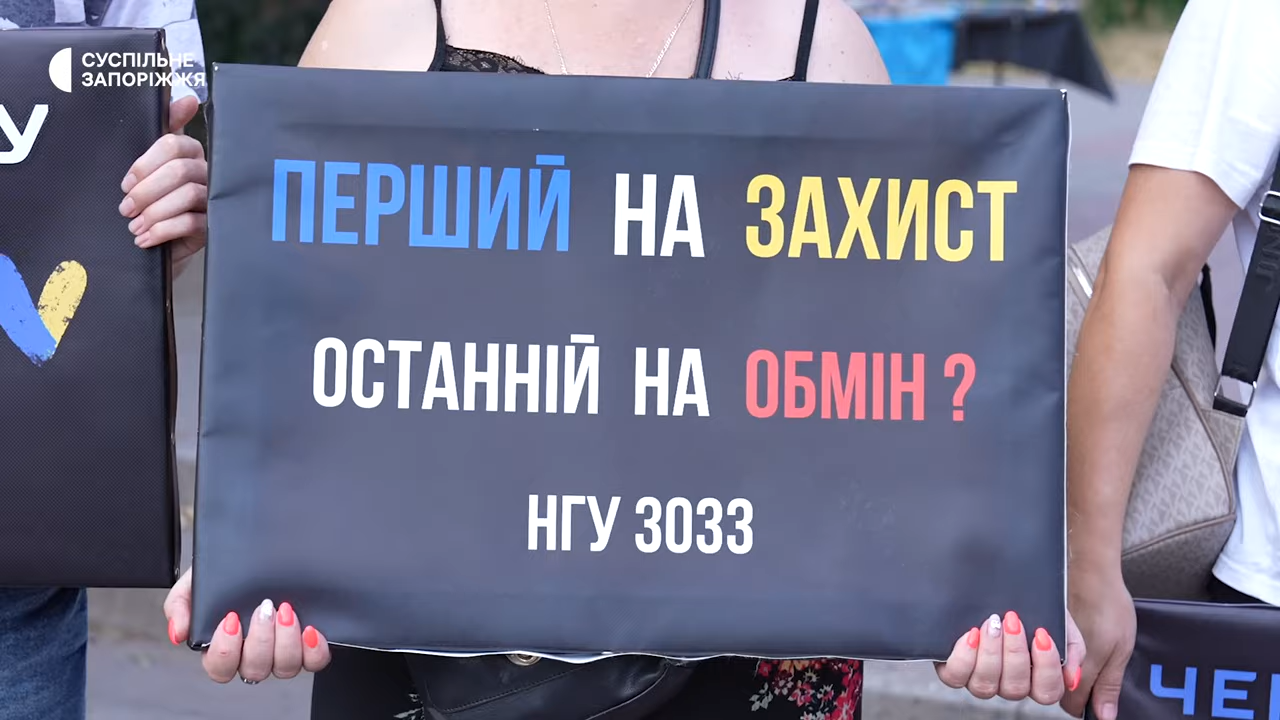 СУСПІЛЬНЕ
ЗАПОРІЖЖЯ
ПЕРШИЙ НА ЗАХИСТ
ОСТАННІЙ НА ОБМІН ?
НГУ 3033